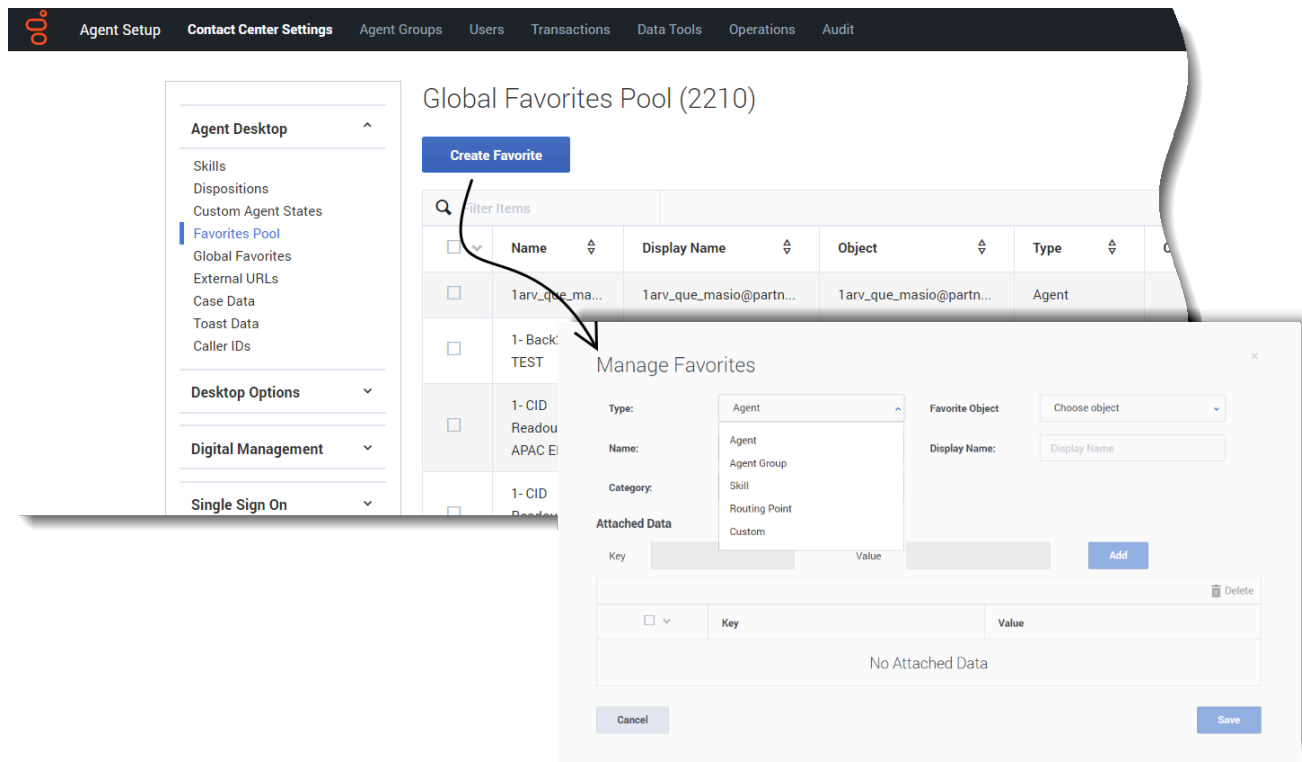 Agent Setup Contact Center Settings Agent Groups Users Transactions Data Tools Operations Audit
Agent Desktop
Skills
Dispositions
Custom Agent States
Favorites Pool
Global Favorites
External URLs
Case Data
Toast Data
Caller IDs
Desktop Options
Digital Management
Single Sign On
Global Favorites Pool (2210)
Create Favorite
Filter Items
Name Display Name Object Type
1arv_que_ma... 1arv_que_masio@partn... 1arv_que_masio@partn... Agent
1- Back
TEST
1- CID
Readou
APAC E
1- CID
Readou
Manage Favorites
×
Type: Agent Favorite Object Choose object
Agent
Name: Display Name: Display Name
Agent Group
Skill
Category:
Routing Point
Attached Data
Custom
Key Value Add
Delete
Key Value
No Attached Data
Cancel Save